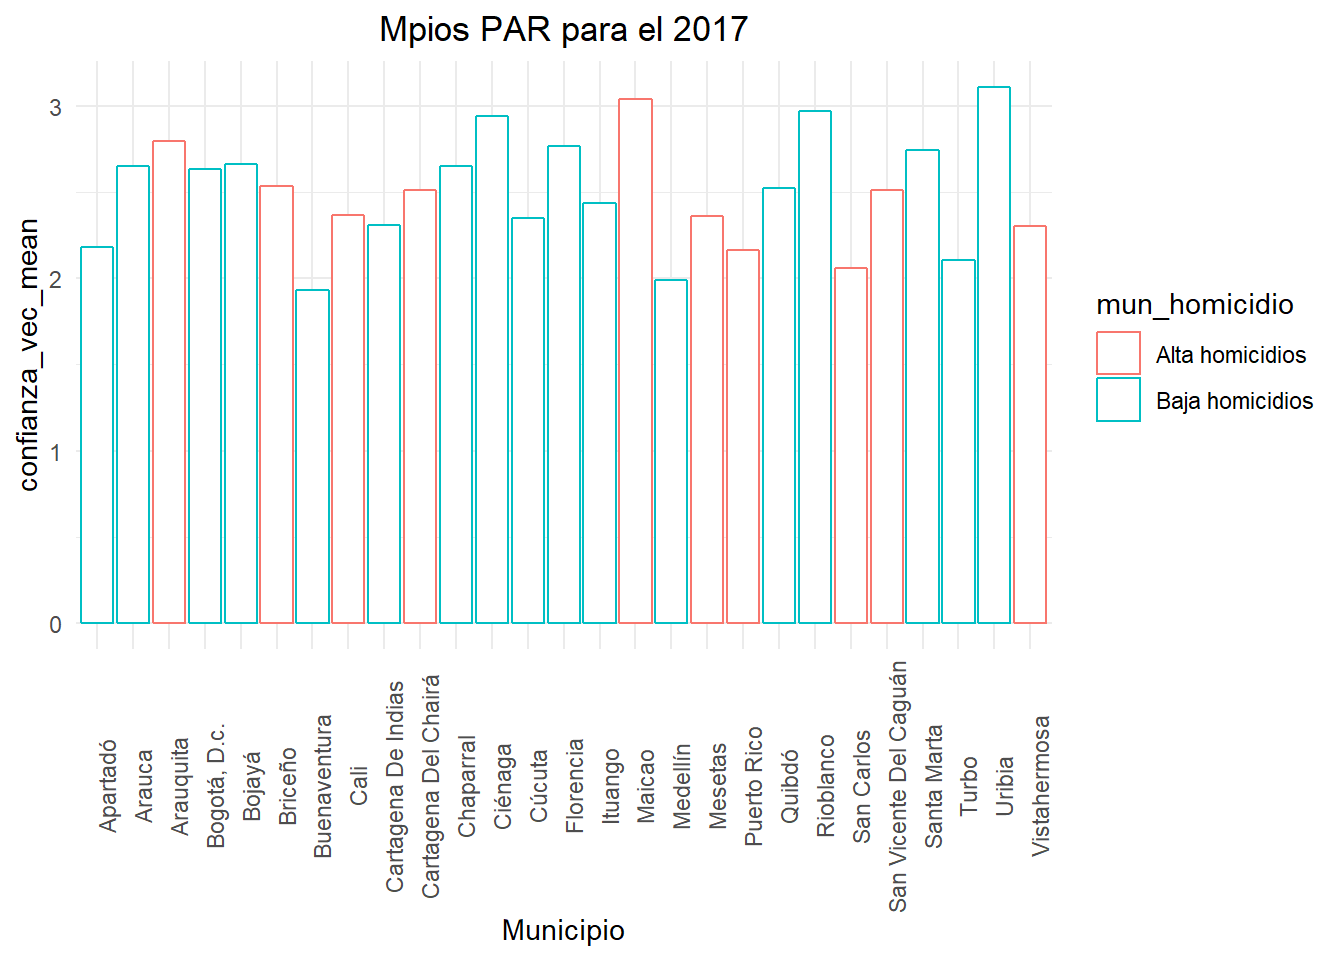 Mpios PAR para el 2017
confianza_vec_mean
3
2
1
0
Apartadó
Arauca
Arauquita
Bogotá, D.c.
Bojayá
Briceño
Buenaventura
Cali
Cartagena De Indias
Cartagena Del Chairá
Chaparral
Ciénaga
Cúcuta
Florencia
Ituango
Maicao
Medellín
Mesetas
Puerto Rico
Quibdó
Rioblanco
San Carlos
San Vicente Del Caguán
Santa Marta
Turbo
Uribia
Vistahermosa
Municipio
mun_homicidio
Alta homicidios
Baja homicidios